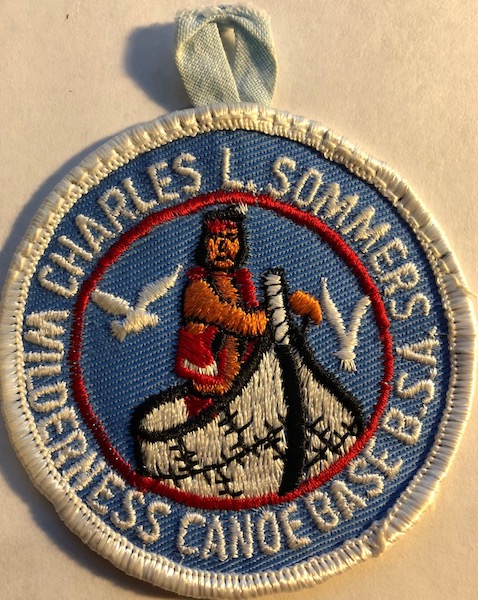 CHARLES L. SOMMERS
WILDERNESS CANOE BASE B.S.A.